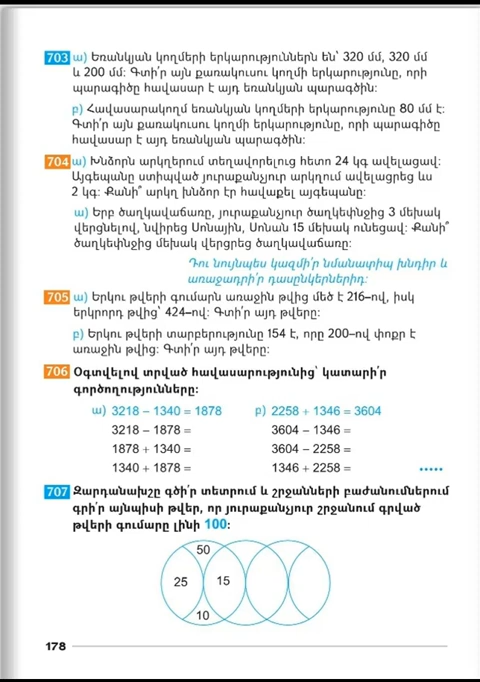 703 ա) Եռանկյան կողմերի երկարություններն են՝ 320 մմ, 320 մմ
և 200 մմ։ Գտի՛ր այն քառակուսու կողմի երկարությունը, որի
պարագիծը հավասար է այդ եռանկյան պարագծին։
բ) Հավասարակողմ եռանկյան կողմերի երկարությունը 80 մմ է։
Գտի՛ր այն քառակուսու կողմի երկարությունը, որի պարագիծը
հավասար է այդ եռանկյան պարագծին։
704 ա) Խնձորն արկղերում տեղավորելուց հետո 24 կգ ավելացավ։
Այգեպանը ստիպված յուրաքանչյուր արկղում ավելացրեց ևս
2 կգ։ Քանի՞ արկղ խնձոր էր հավաքել այգեպանը։
ա) Երբ ծաղկավաճառը, յուրաքանչյուր ծաղկեփնջից 3 մեխակ
վերցնելով, նվիրեց Սոնային, Սոնան 15 մեխակ ունեցավ։ Քանի՞
ծաղկեփնջից մեխակ վերցրեց ծաղկավաճառը։
Դու նույնպես կազմի՛ր նմանատիպ խնդիր և
առաջադրի՛ր դասընկերներիդ։
705 ա) Երկու թվերի գումարն առաջին թվից մեծ է 216–ով, իսկ
երկրորդ թվից՝ 424–ով։ Գտի՛ր այդ թվերը։
բ) Երկու թվերի տարբերությունը 154 է, որը 200–ով փոքր է
առաջին թվից։ Գտի՛ր այդ թվերը։
706 Օգտվելով տրված հավասարությունից՝ կատարի՛ր
գործողությունները։
ա) 3218 – 1340 = 1878 բ) 2258 + 1346 = 3604
3218 – 1878 = 3604 – 1346 =
1878 + 1340 = 3604 – 2258 =
1340 + 1878 = 1346 + 2258 = .....
707 Զարդանախշը գծի՛ր տետրում և շրջանների բաժանումներում
գրի՛ր այնպիսի թվեր, որ յուրաքանչյուր շրջանում գրված
թվերի գումարը լինի 100։
50
25 15
10
178